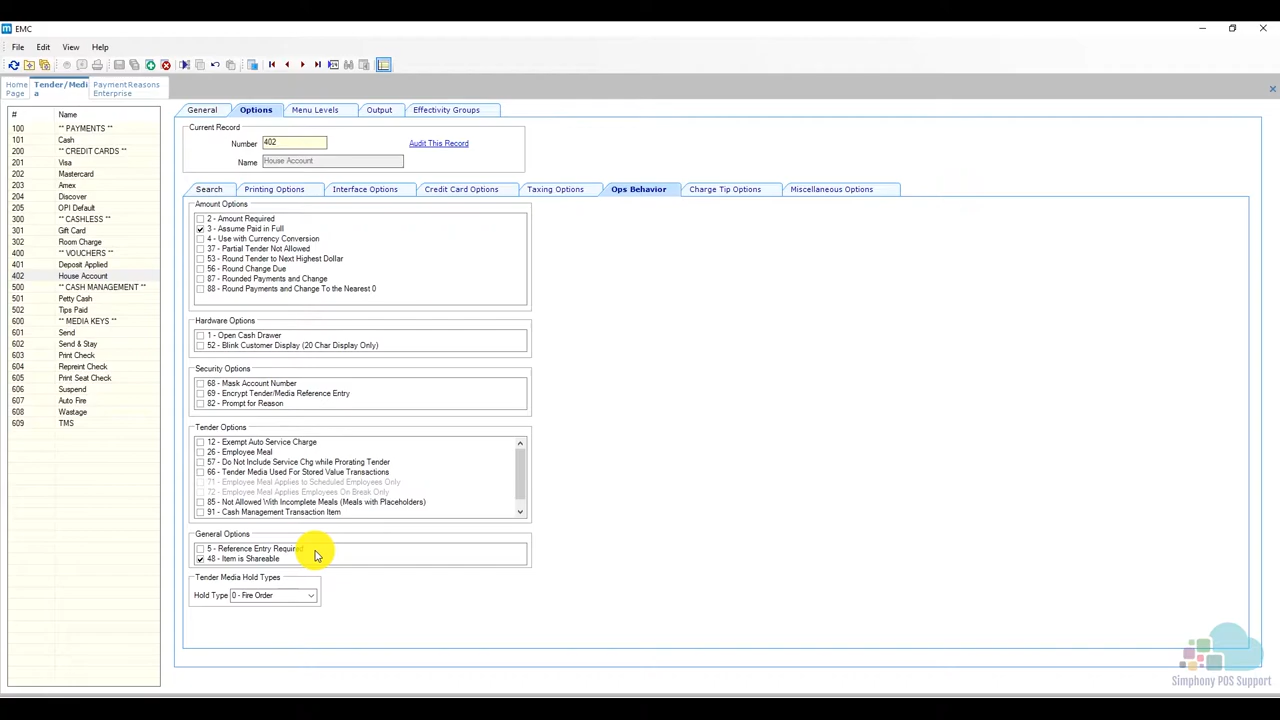 EMC
File Edit View Help
Home Page
Tender/Media
PaymentReasons Enterprise
# Name
100 ** PAYMENTS **
101 Cash
200 ** CREDIT CARDS **
201 Visa
202 Mastercard
203 Amex
204 Discover
205 OPI Default
300 ** CASHLESS **
301 Gift Card
302 Room Charge
400 ** VOUCHERS **
401 Deposit Applied
402 House Account
500 ** CASH MANAGEMENT **
501 Petty Cash
502 Tips Paid
600 ** MEDIA KEYS **
601 Send
602 Send & Stay
603 Print Check
604 Reprint Check
605 Print Seat Check
606 Suspend
607 Auto Fire
608 Wastage
609 TMS
General Options Menu Levels Output Effectivity Groups
Current Record
Number 402 Audit This Record
Name House Account
Search Printing Options Interface Options Credit Card Options Taxing Options Ops Behavior Charge Tip Options Miscellaneous Options
Amount Options
2 - Amount Required
3 - Assume Paid in Full
4 - Use with Currency Conversion
37 - Partial Tender Not Allowed
53 - Round Tender to Next Highest Dollar
56 - Round Change Due
87 - Rounded Payments and Change
88 - Round Payments and Change To the Nearest 0
Hardware Options
1 - Open Cash Drawer
52 - Blink Customer Display (20 Char Display Only)
Security Options
68 - Mask Account Number
69 - Encrypt Tender/Media Reference Entry
82 - Prompt for Reason
Tender Options
12 - Exempt Auto Service Charge
26 - Employee Meal
57 - Do Not Include Service Chg while Prorating Tender
66 - Tender Media Used For Stored Value Transactions
71 - Employee Meal Applies to Scheduled Employees Only
72 - Employee Meal Applies Employees On Break Only
85 - Not Allowed With Incomplete Meals (Meals with Placeholders)
91 - Cash Management Transaction Item
General Options
5 - Reference Entry Required
48 - Item is Shareable
Tender Media Hold Types
Hold Type 0 - Fire Order
Simphony POS Support